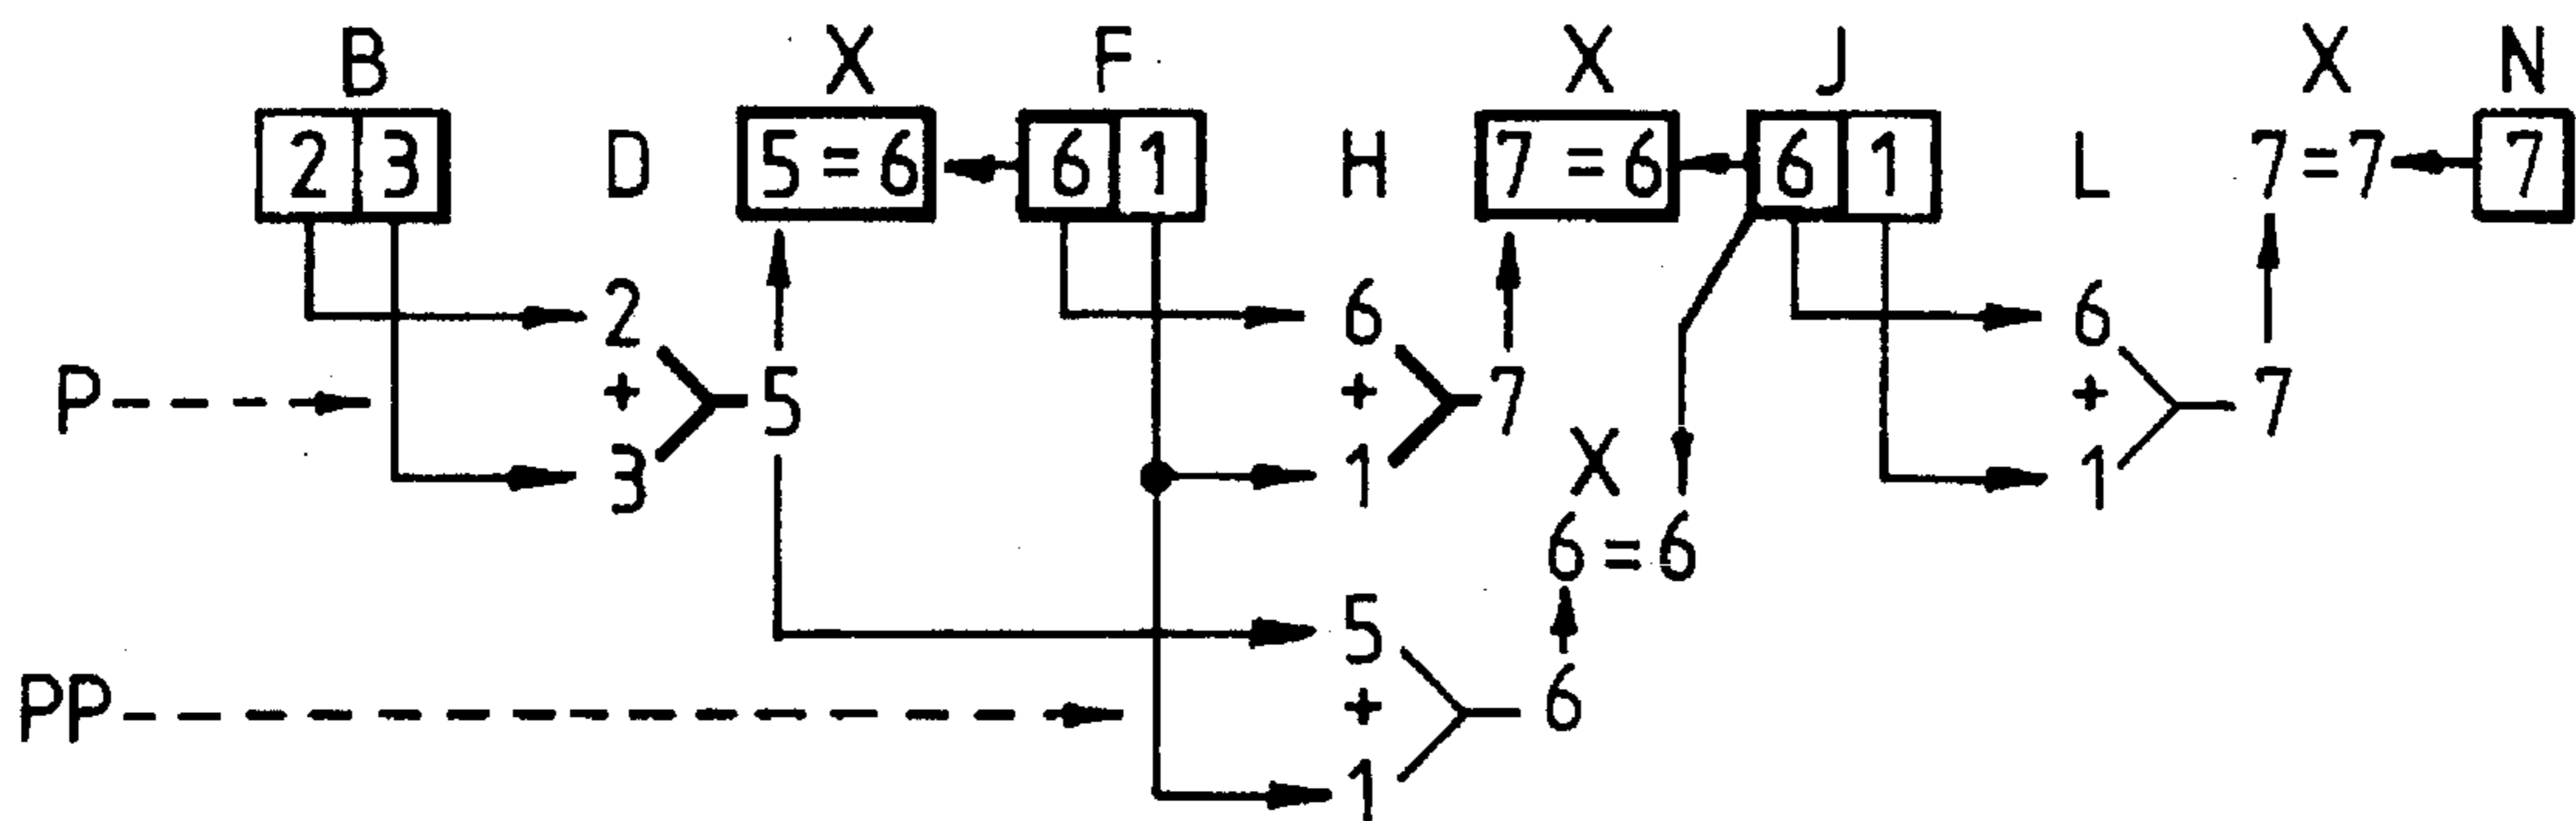 B X F X J X N
2 3 D 5 = 6 6 1 H 7 = 6 6 1 L 7 = 7 7
2 6 6
P + 5 + 7 + 7
3 1 X 1
6 = 6
5
PP + 6
1